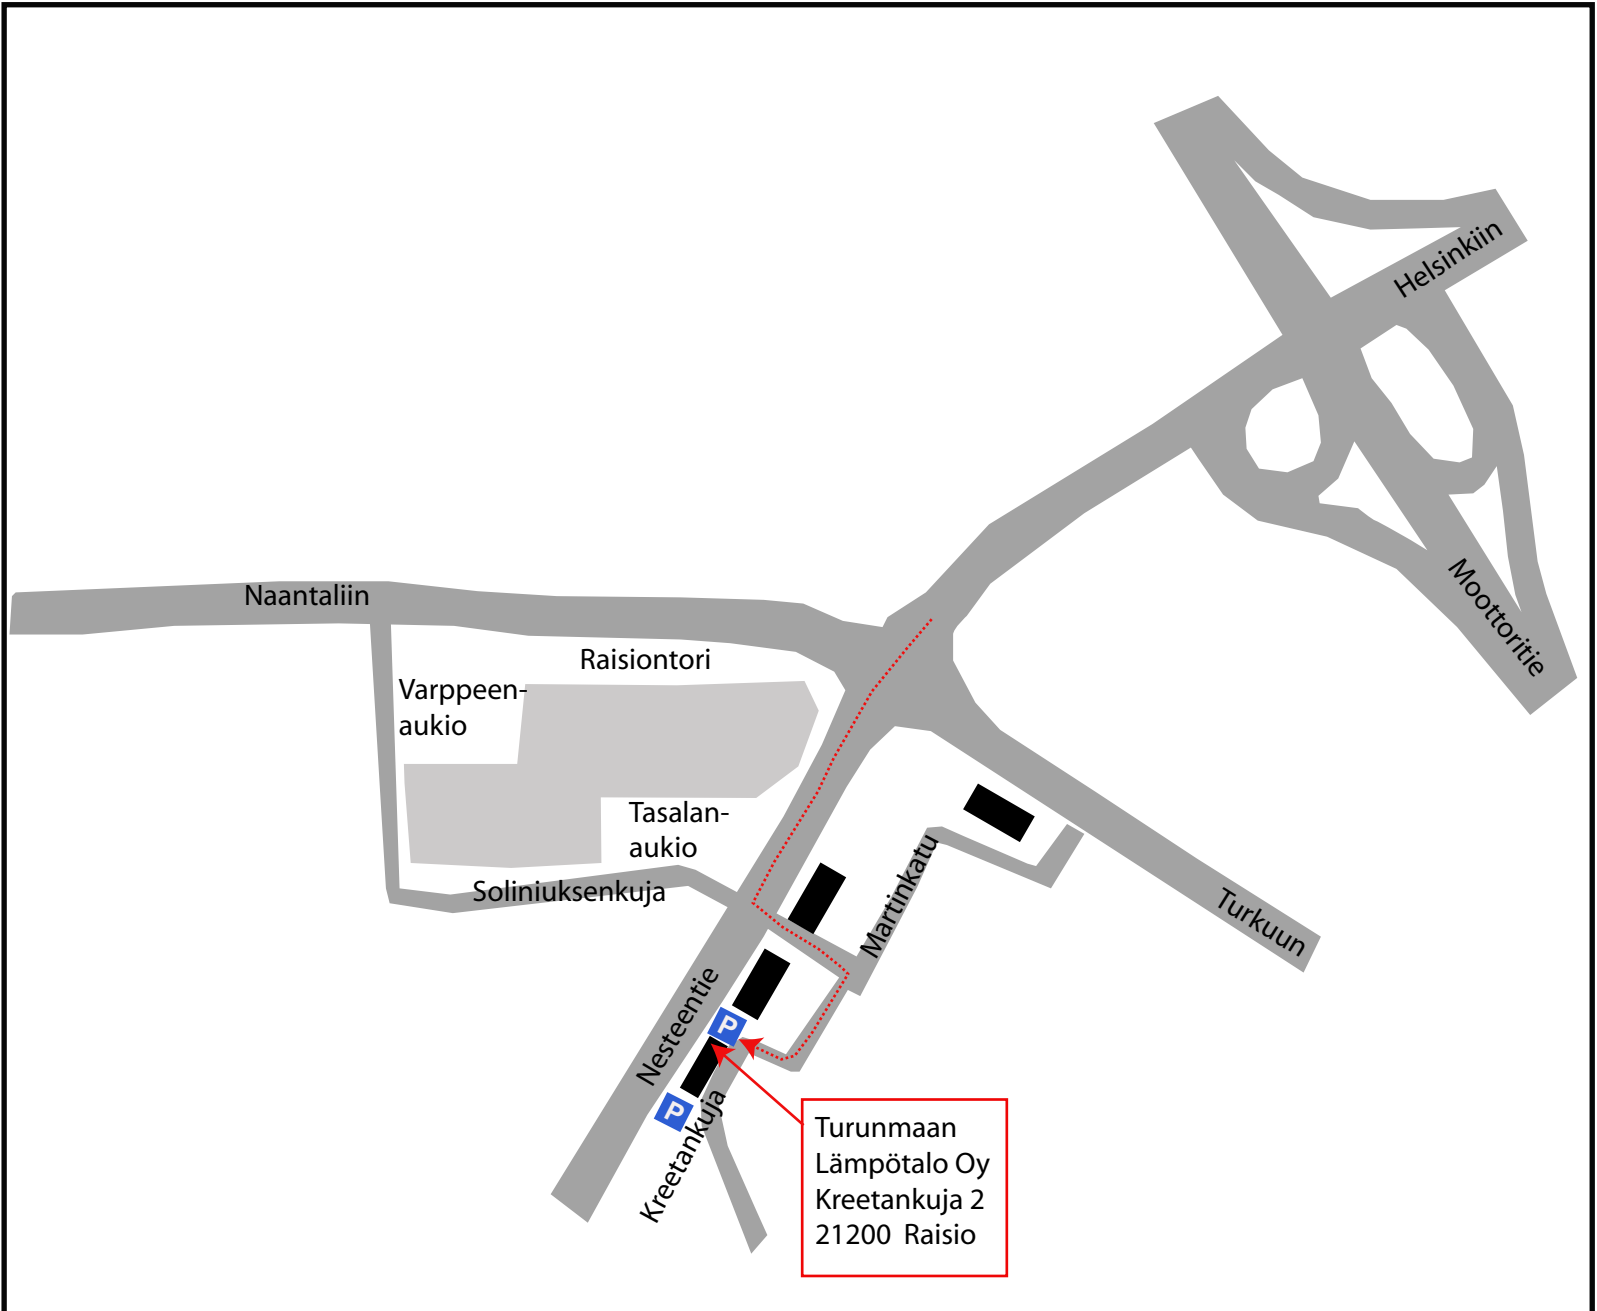 Helsinkiin
Moottoritie
Naantaliin
Raisiontori
Varppeen-
aukio
Tasalan-
aukio
Soliniuksenkuja
Martinkatu
Turkuun
Nesteentie
P
P
Kreetankuja
Turunmaan
Lämpötalo Oy
Kreetankuja 2
21200 Raisio